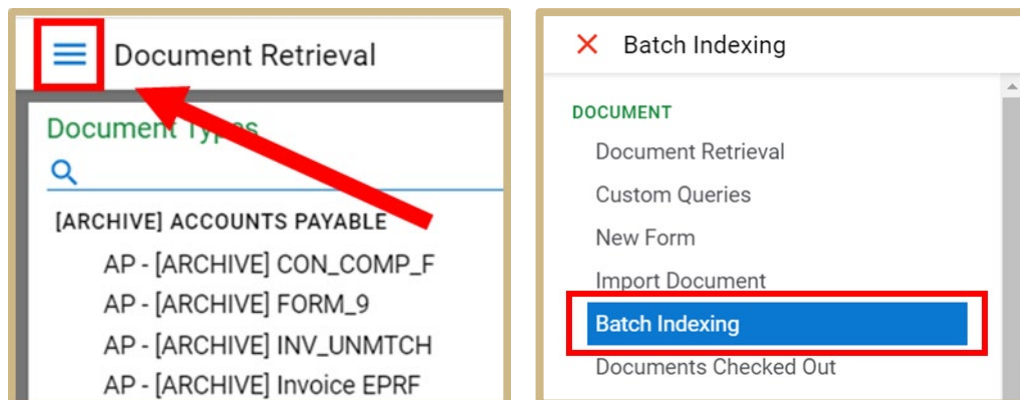 Document Retrieval
Document Types
[ARCHIVE] ACCOUNTS PAYABLE
AP - [ARCHIVE] CON_COMP_F
AP - [ARCHIVE] FORM_9
AP - [ARCHIVE] INV_UNMTCH
AP - [ARCHIVE] Invoice EPRF
Batch Indexing
DOCUMENT
Document Retrieval
Custom Queries
New Form
Import Document
Batch Indexing
Documents Checked Out